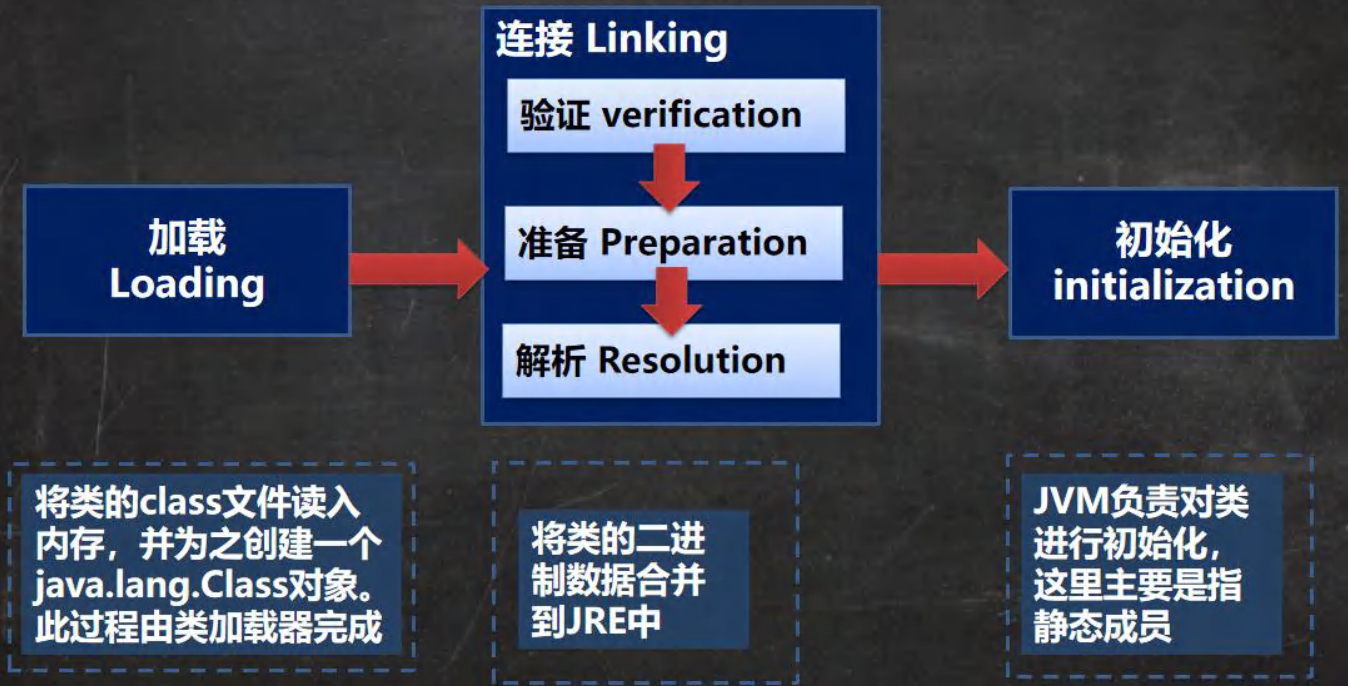 连接 Linking
验证 verification
准备 Preparation
解析 Resolution
加载
Loading
初始化
initialization
将类的class文件读入
内存，并为之创建一个
java.lang.Class对象。
此过程由类加载器完成
将类的二进
制数据合并
到JRE中
JVM负责对类
进行初始化，
这里主要是指
静态成员